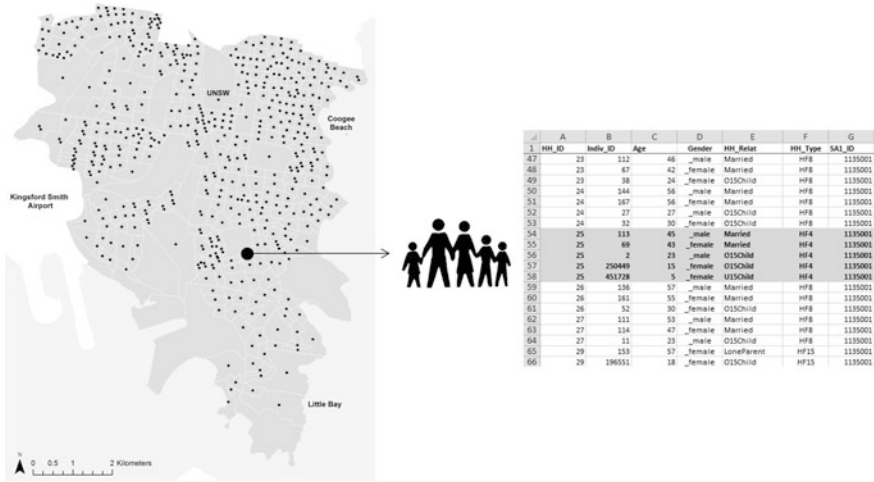 UNSW
Coogee
Beach
Kingsford Smith
Airport
Little Bay
N
0 0.5 1 2 Kilometers
A B C D E F G
1 HH_ID Indiv_ID Age Gender HH_Relat HH_Type SA1_ID
47 23 112 46 _male Married HF8 1135001
48 23 67 42 _female Married HF8 1135001
49 23 38 24 _female O15Child HF8 1135001
50 24 144 56 _male Married HF8 1135001
51 24 167 56 _female Married HF8 1135001
52 24 27 27 _male O15Child HF8 1135001
53 24 32 30 _female O15Child HF8 1135001
54 25 113 45 _male Married HF4 1135001
55 25 69 43 _female Married HF4 1135001
56 25 2 23 _male O15Child HF4 1135001
57 25 250449 15 _female O15Child HF4 1135001
58 25 451728 5 _female U15Child HF4 1135001
59 26 136 57 _male Married HF8 1135001
60 26 161 55 _female Married HF8 1135001
61 26 52 30 _female O15Child HF8 1135001
62 27 111 53 _male Married HF8 1135001
63 27 114 47 _female Married HF8 1135001
64 27 11 23 _male O15Child HF8 1135001
65 29 153 57 _female LoneParent HF15 1135001
66 29 196551 18 _female O15Child HF15 1135001